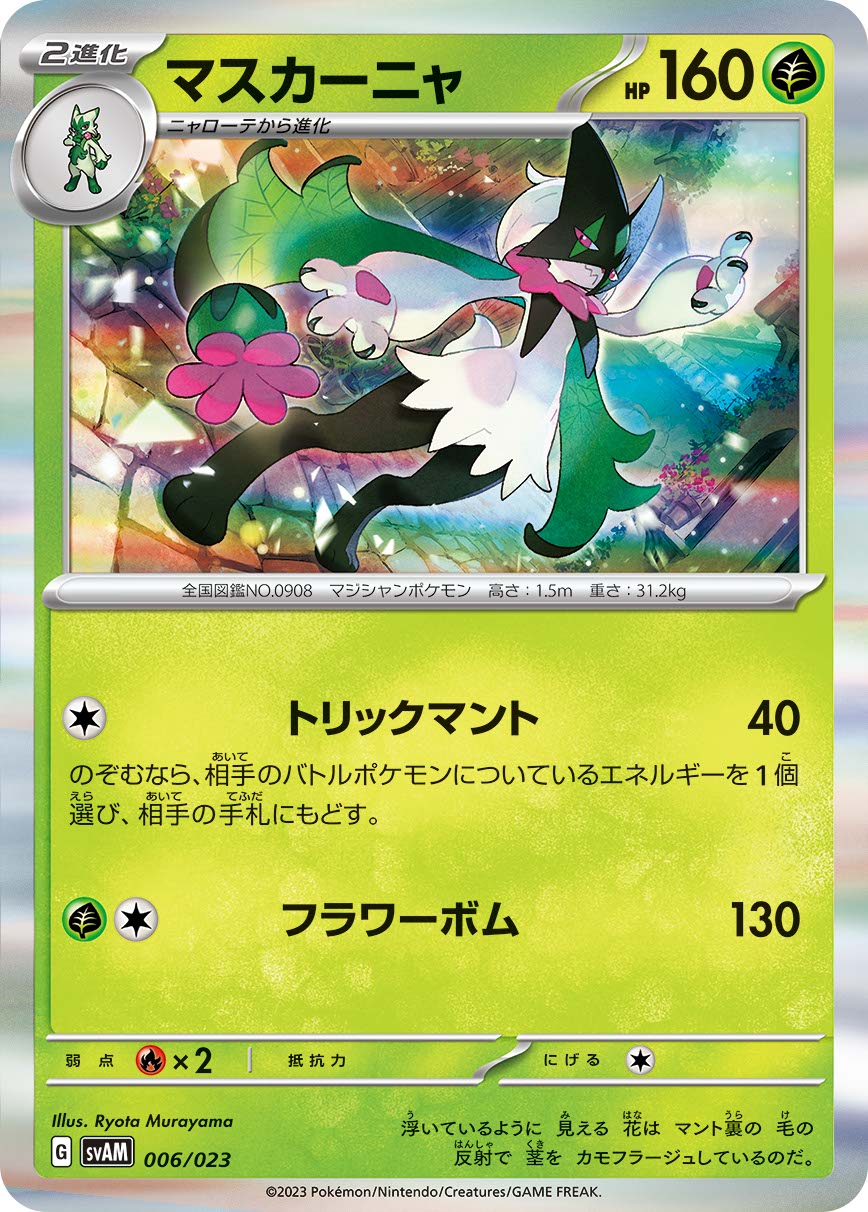 2進化
マスカーニャ
HP 160
ニャローテから進化
全国図鑑NO.0908 マジシャンポケモン 高さ:1.5m 重さ:31.2kg
トリックマント 40
のぞむなら、相手のバトルポケモンについているエネルギーを1個
選び、相手の手札にもどす。
フラワーボム 130
弱点 ×2 抵抗力 にげる
Illus. Ryota Murayama
G svAM 006/023
浮いているように 見える 花は マント裏の 毛の
反射で 茎を カモフラージュしているのだ。
©2023 Pokémon/Nintendo/Creatures/GAME FREAK.